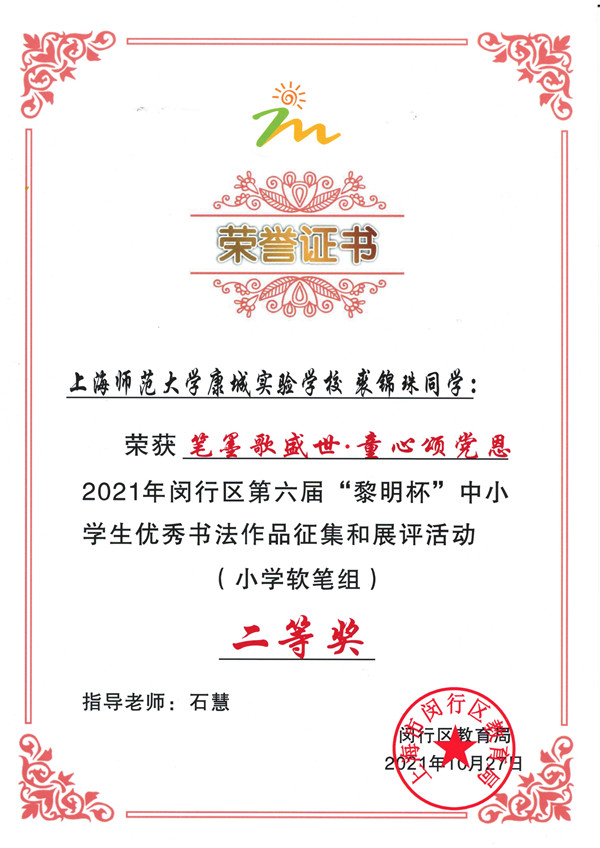 荣誉证书
上海师范大学康城实验学校 裘锦珠同学：
荣获 笔墨歌盛世·童心颂党恩
2021年闵行区第六届“黎明杯”中小
学生优秀书法作品征集和展评活动
（小学软笔组）
二等奖
指导老师：石慧
闵行区教育局
2021年10月27日
上海市闵行区教育局